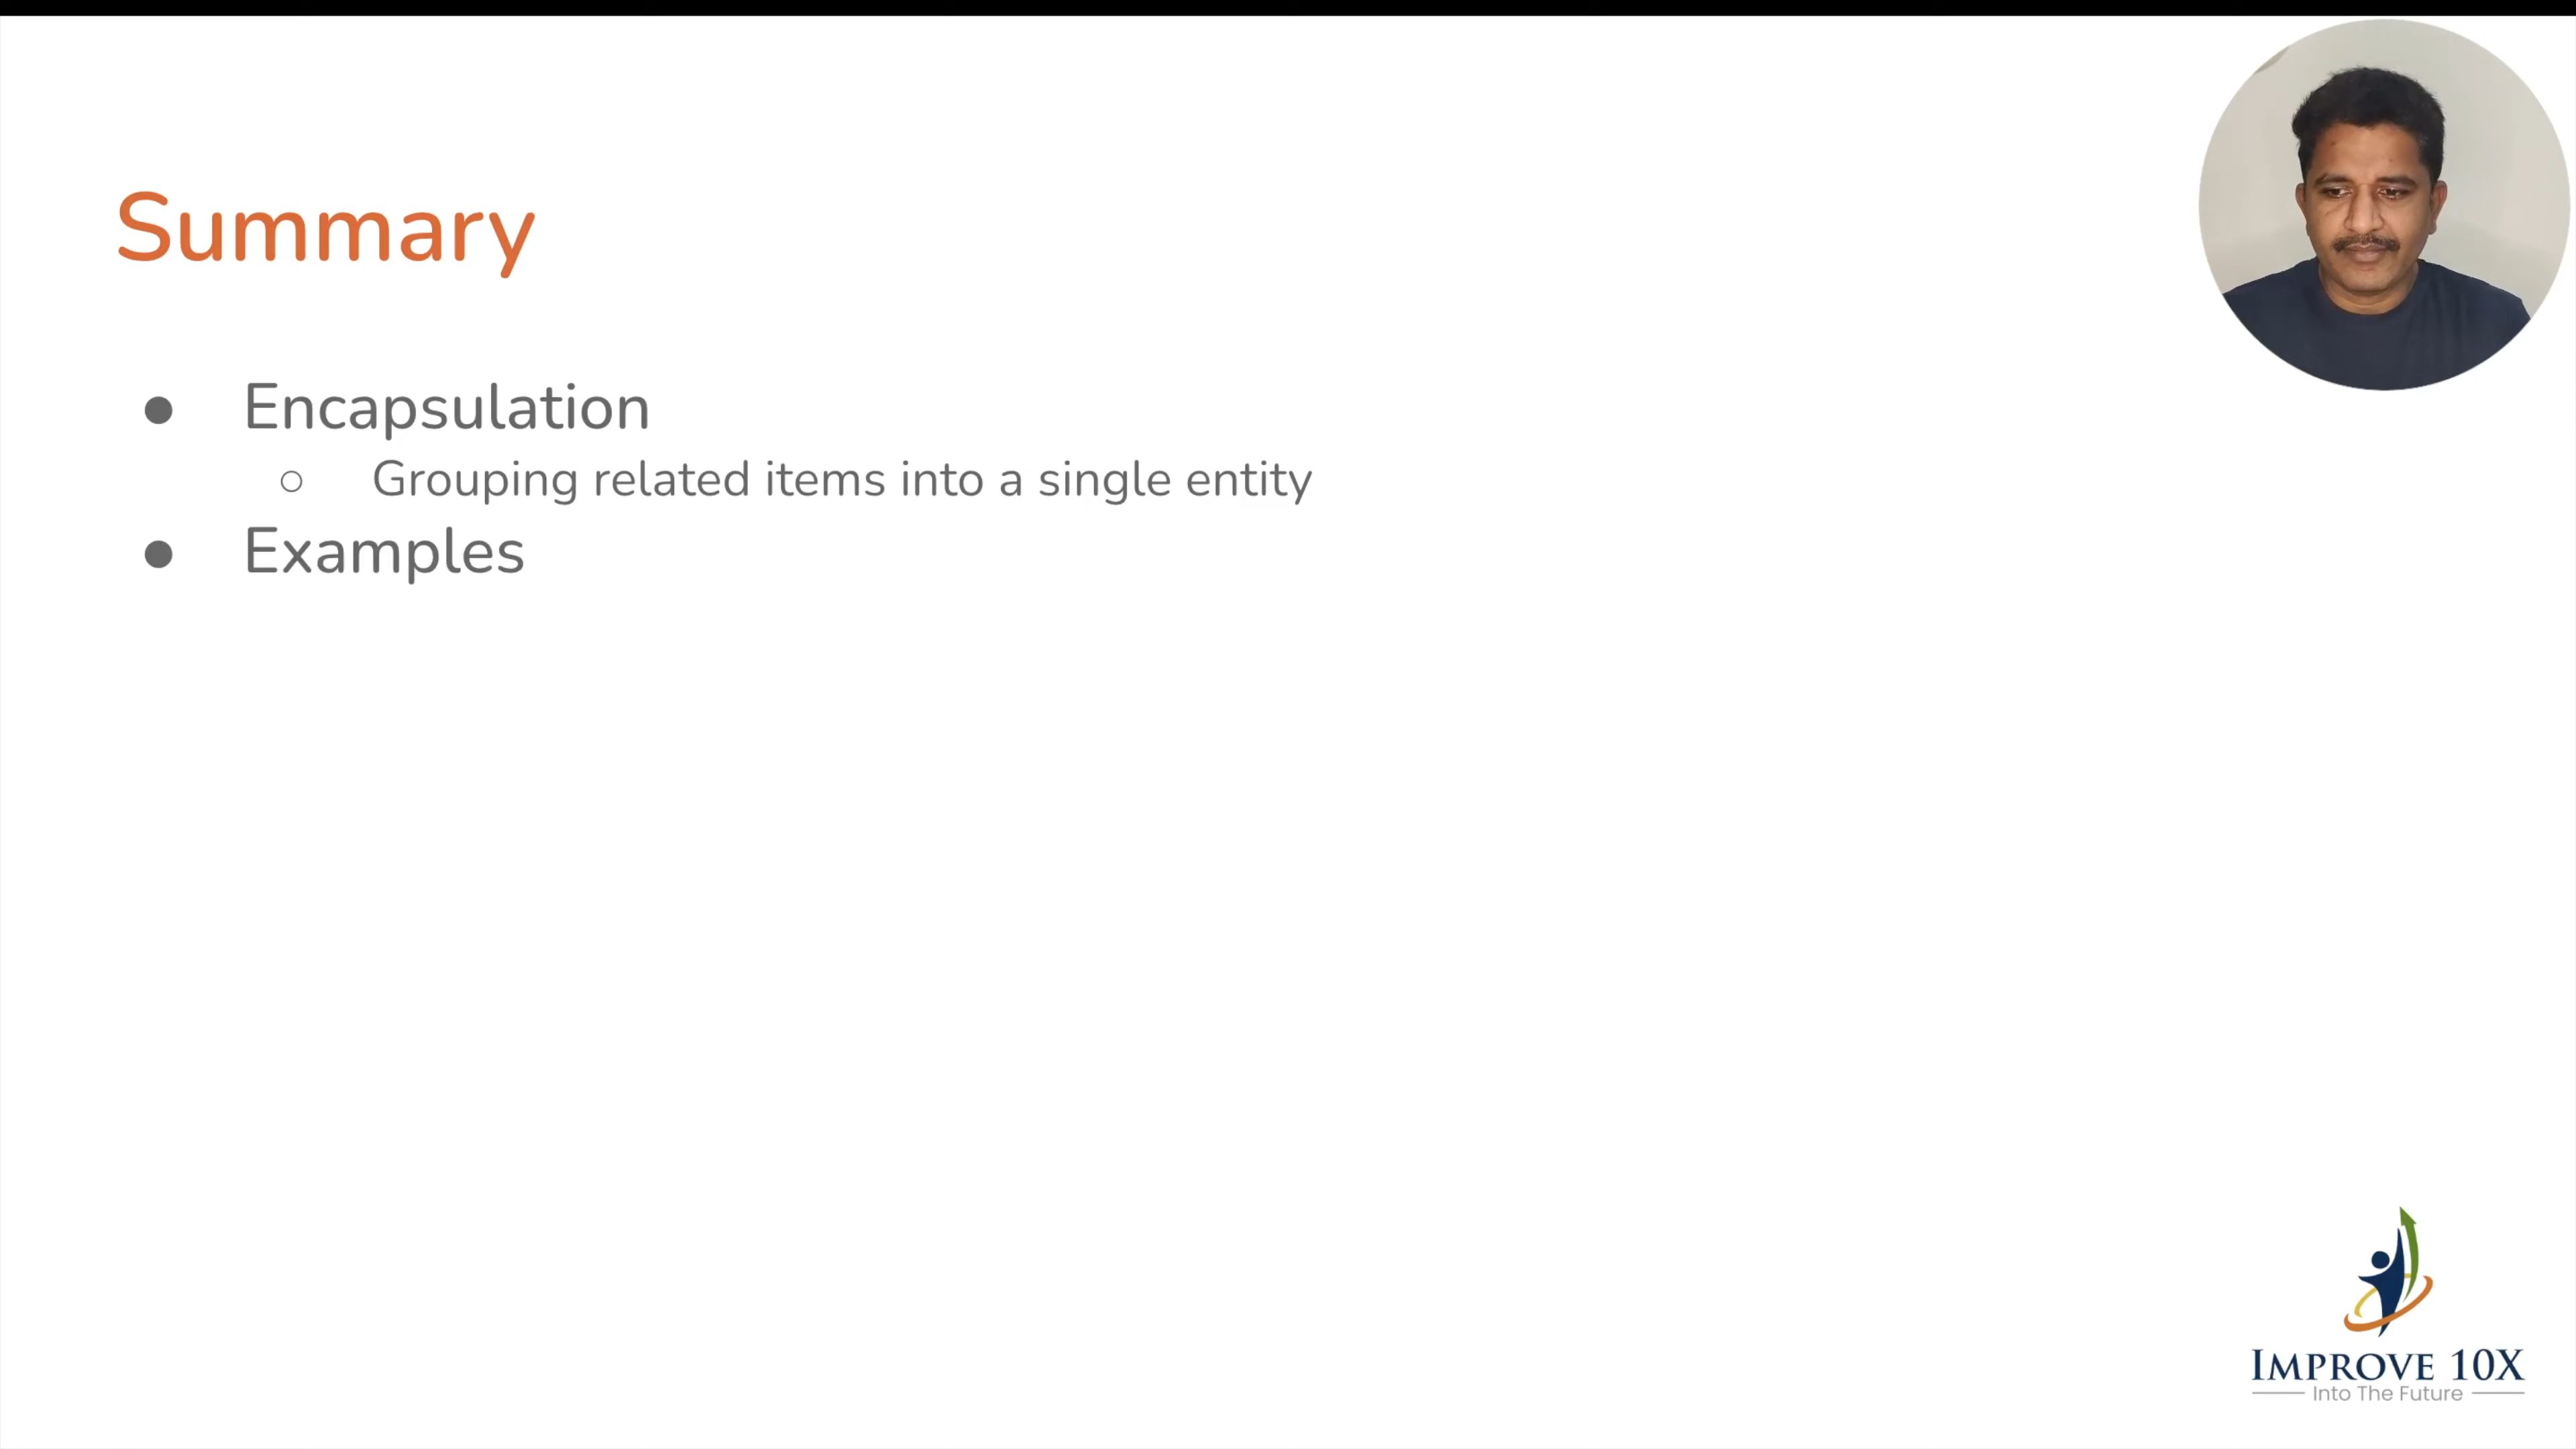 Summary
● Encapsulation
○ Grouping related items into a single entity
● Examples
IMPROVE 10X
Into The Future